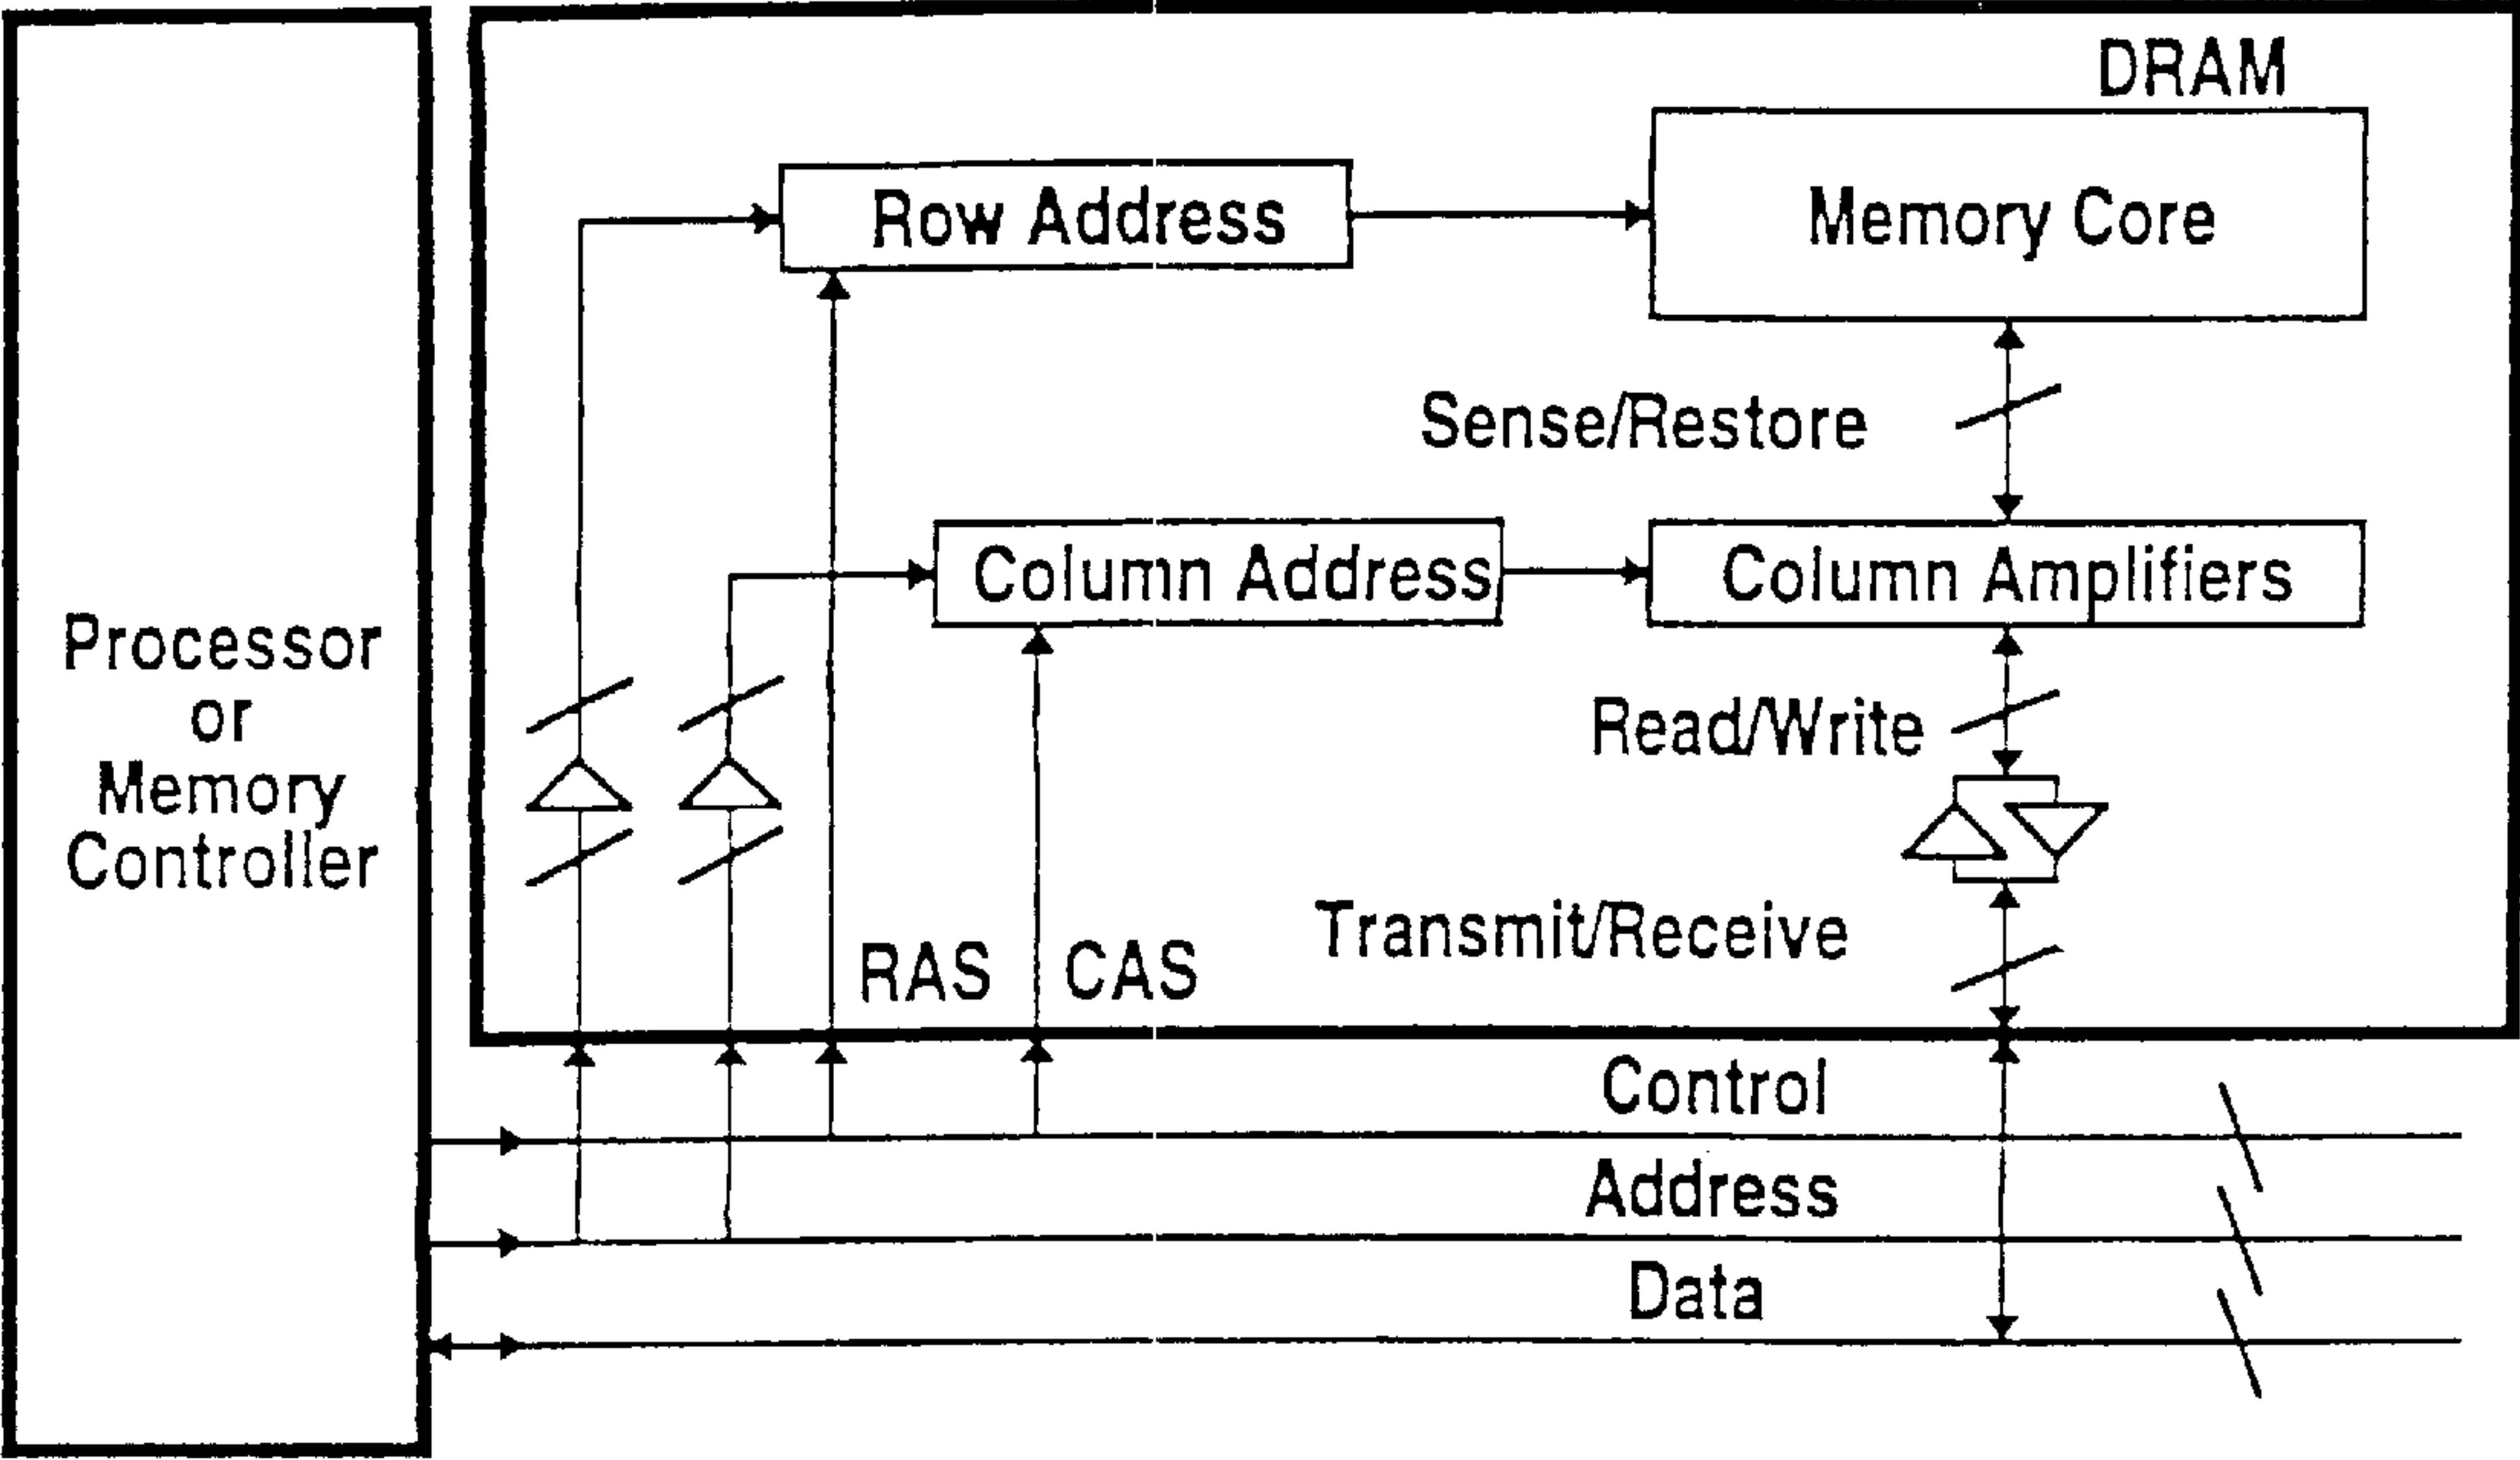 DRAM
Row Address
Memory Core
Sense/Restore
Column Address
Column Amplifiers
Processor
or
Memory
Controller
Read/Write
Transmit/Receive
RAS
CAS
Control
Address
Data